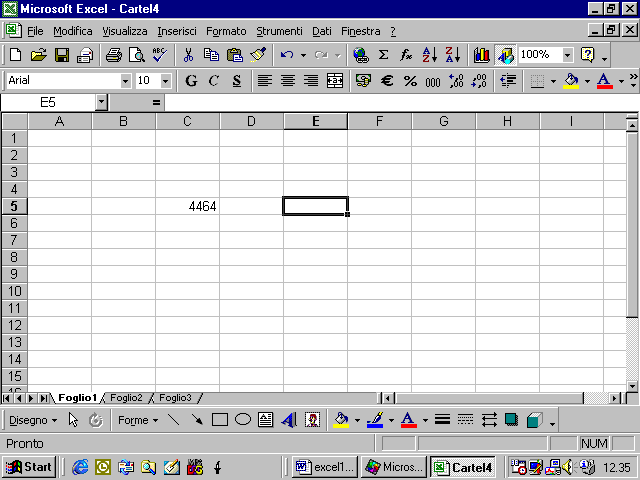 Microsoft Excel - Cartel4
File Modifica Visualizza Inserisci Formato Strumenti Dati Finestra ?
100%
Arial 10 G C S € % 000
E5 =
A B C D E F G H I
1
2
3
4
5 4464
6
7
8
9
10
11
12
13
14
15
Foglio1 Foglio2 Foglio3
Disegno Forme
Pronto NUM
Start excel1... Micros... Cartel4 12.35